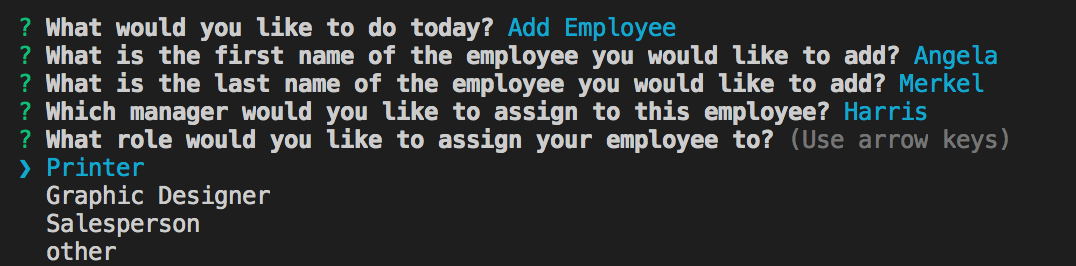 ? What would you like to do today? Add Employee
? What is the first name of the employee you would like to add? Angela
? What is the last name of the employee you would like to add? Merkel
? Which manager would you like to assign to this employee? Harris
? What role would you like to assign your employee to? (Use arrow keys)
❯ Printer
Graphic Designer
Salesperson
other